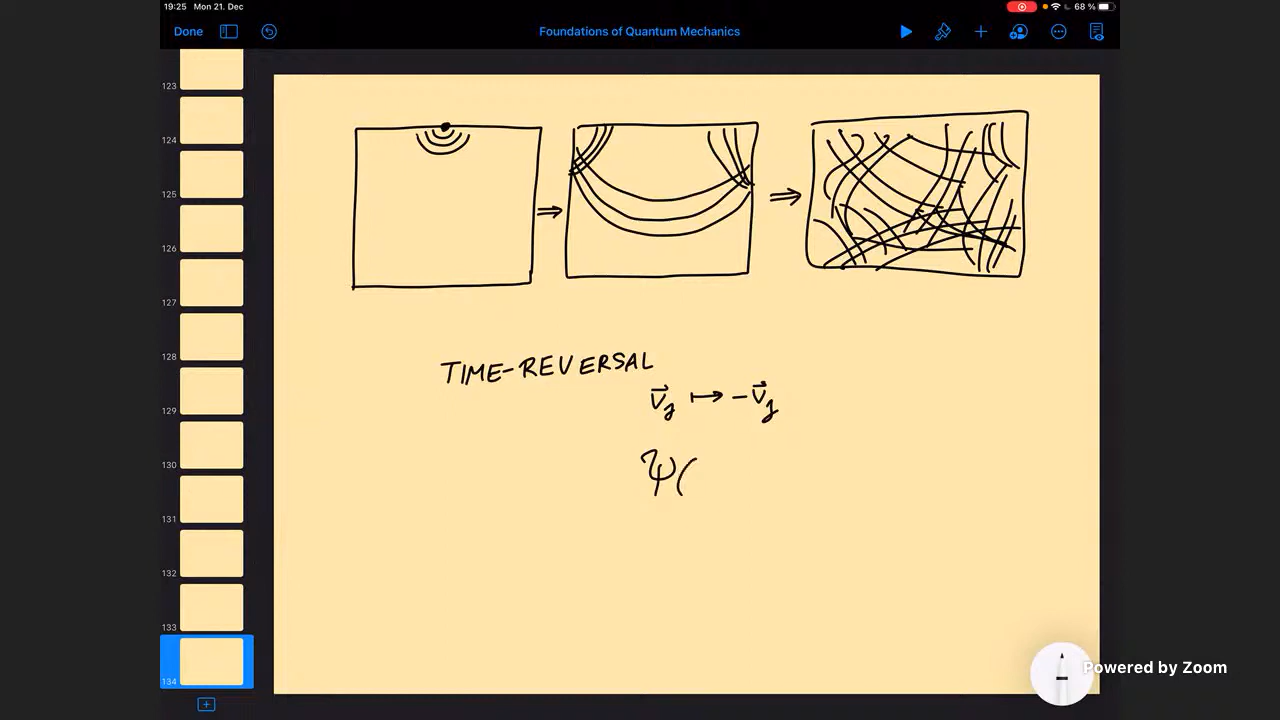 19:25 Mon 21. Dec
68 %
Done
Foundations of Quantum Mechanics
123
124
125
126
127
128
129
130
131
132
133
134
TIME-REVERSAL
v⃗_j ↦ -v⃗_j
ψ(
Powered by Zoom